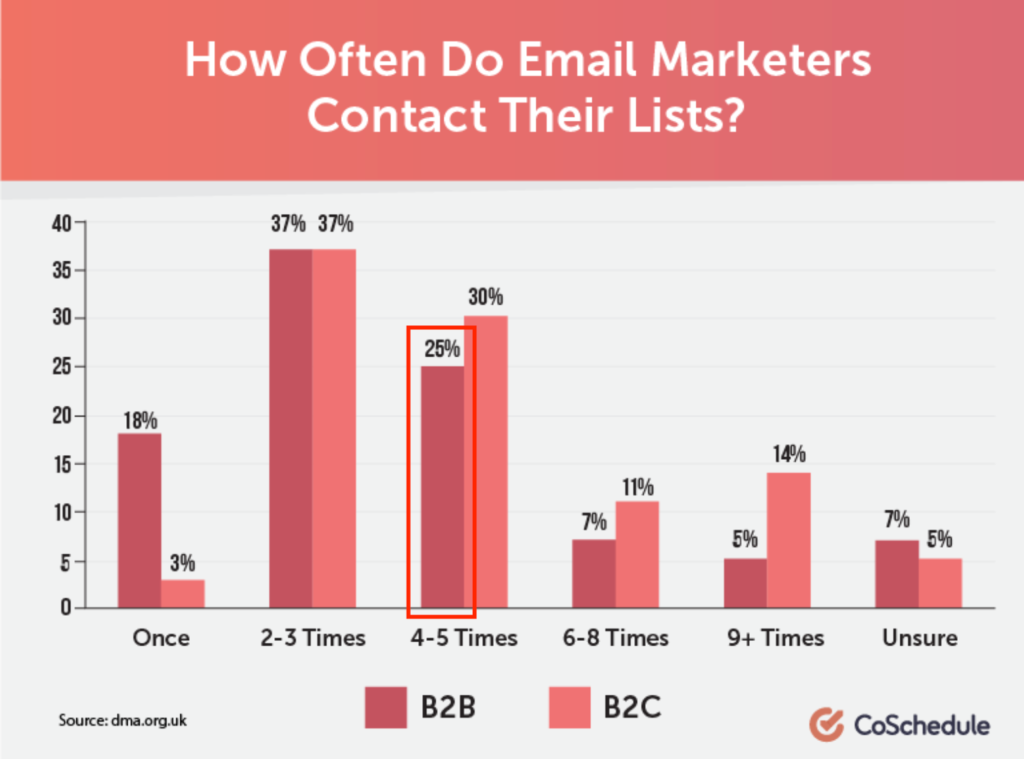 How Often Do Email Marketers
Contact Their Lists?
40
35
30
25
20
15
10
5
0
18%
3%
37% 37%
25%
30%
7%
11%
5%
14%
7%
5%
Once
2-3 Times
4-5 Times
6-8 Times
9+ Times
Unsure
B2B
B2C
Source: dma.org.uk
CoSchedule